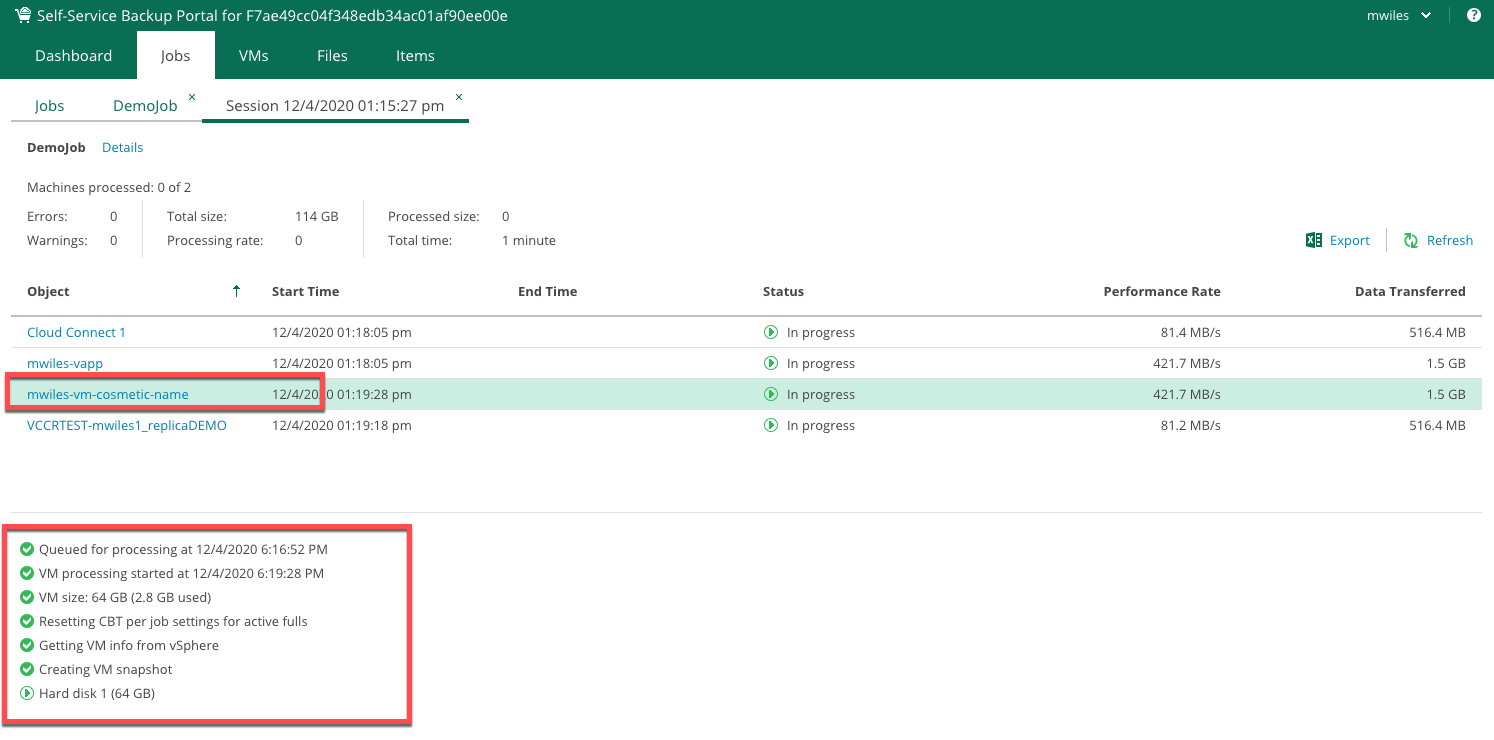 Self-Service Backup Portal for F7ae49cc04f348edb34ac01af90ee00e mwiles
Dashboard Jobs VMs Files Items
Jobs DemoJob Session 12/4/2020 01:15:27 pm
DemoJob Details
Machines processed: 0 of 2
Errors: 0 Total size: 114 GB Processed size: 0
Warnings: 0 Processing rate: 0 Total time: 1 minute Export Refresh
Object Start Time End Time Status Performance Rate Data Transferred
Cloud Connect 1 12/4/2020 01:18:05 pm In progress 81.4 MB/s 516.4 MB
mwiles-vapp 12/4/2020 01:18:05 pm In progress 421.7 MB/s 1.5 GB
mwiles-vm-cosmetic-name 12/4/2020 01:19:28 pm In progress 421.7 MB/s 1.5 GB
VCCRTEST-mwiles1_replicaDEMO 12/4/2020 01:19:18 pm In progress 81.2 MB/s 516.4 MB
Queued for processing at 12/4/2020 6:16:52 PM
VM processing started at 12/4/2020 6:19:28 PM
VM size: 64 GB (2.8 GB used)
Resetting CBT per job settings for active fulls
Getting VM info from vSphere
Creating VM snapshot
Hard disk 1 (64 GB)